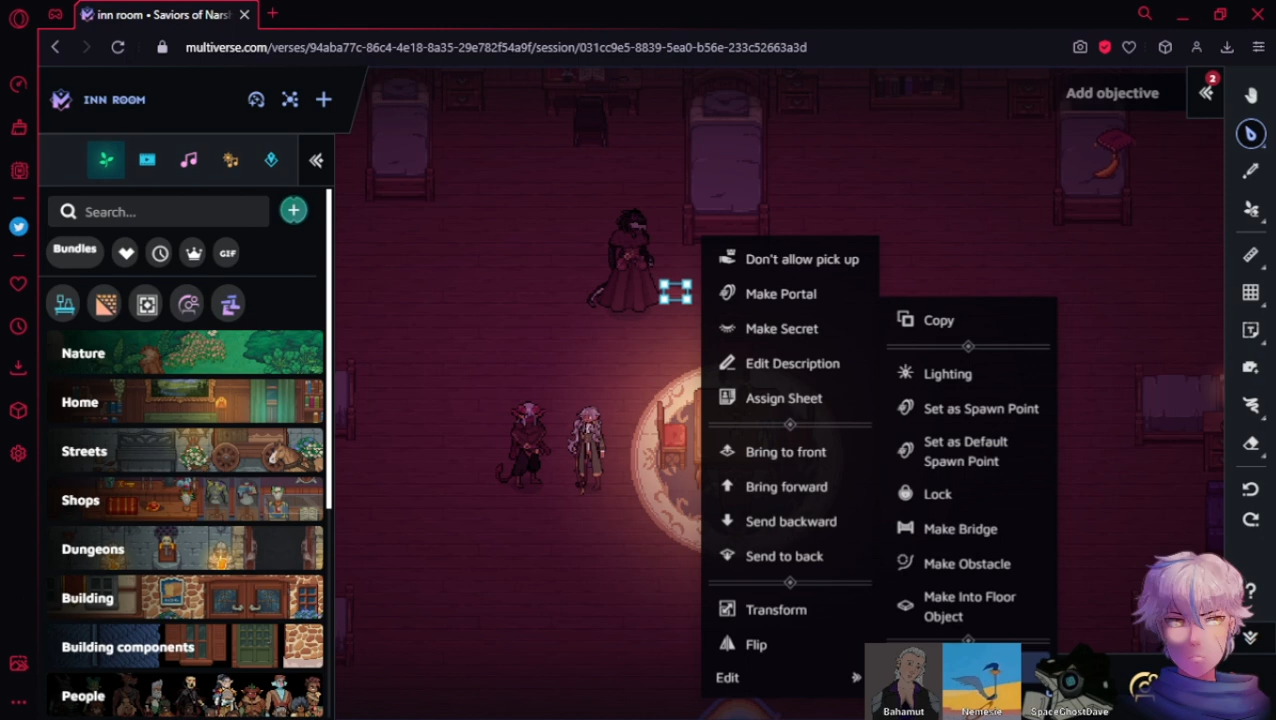 inn room • Saviors of Narsh
multiverse.com/verses/94aba77c-86c4-4e18-8a35-29e782f54a9f/session/031cc9e5-8839-5ea0-b56e-233c52663a3d
INN ROOM
Add objective
2
Search...
Bundles
GIF
Nature
Home
Streets
Shops
Dungeons
Building
Building components
People
Don't allow pick up
Make Portal
Make Secret
Edit Description
Assign Sheet
Bring to front
Bring forward
Send backward
Send to back
Transform
Flip
Edit
Copy
Lighting
Set as Spawn Point
Set as Default
Spawn Point
Lock
Make Bridge
Make Obstacle
Make Into Floor
Object
Bahamut
Nemesie
SpaceGhostDave
?